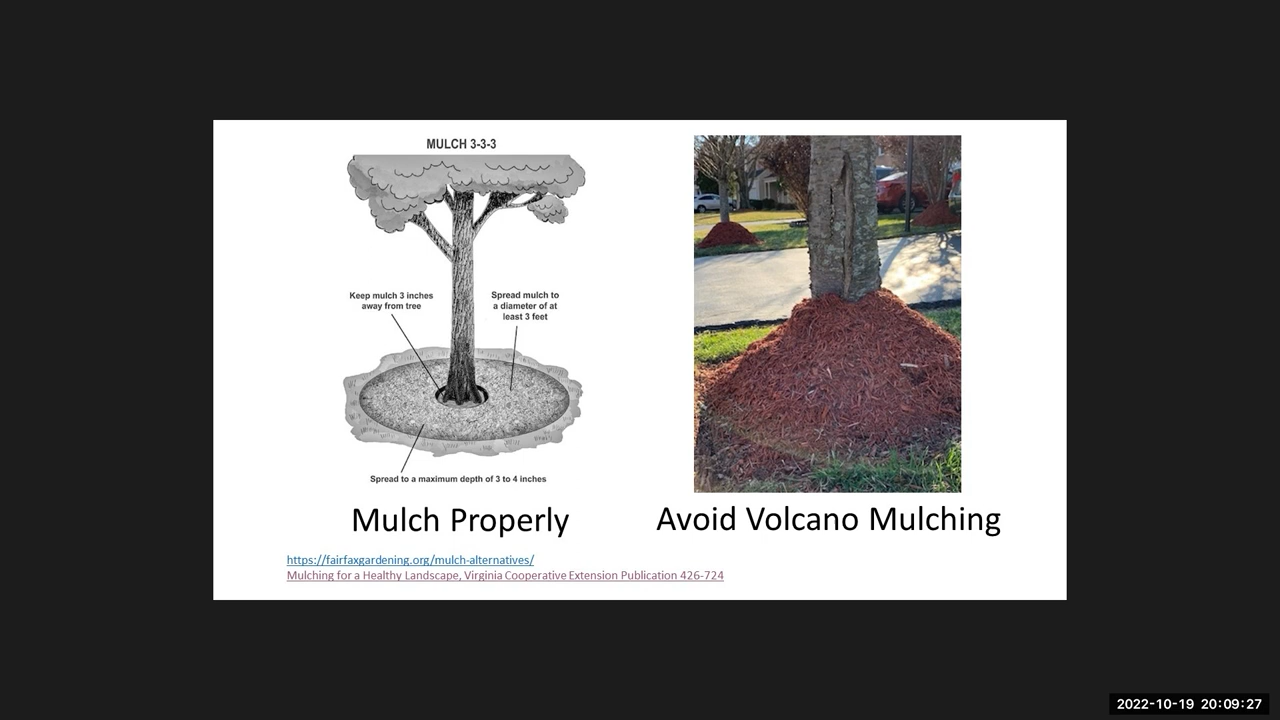 MULCH 3-3-3
Keep mulch 3 inches
away from tree
Spread mulch to
a diameter of at
least 3 feet
Spread to a maximum depth of 3 to 4 inches
Mulch Properly
Avoid Volcano Mulching
https://fairfaxgardening.org/mulch-alternatives/
Mulching for a Healthy Landscape, Virginia Cooperative Extension Publication 426-724
2022-10-19 20:09:27